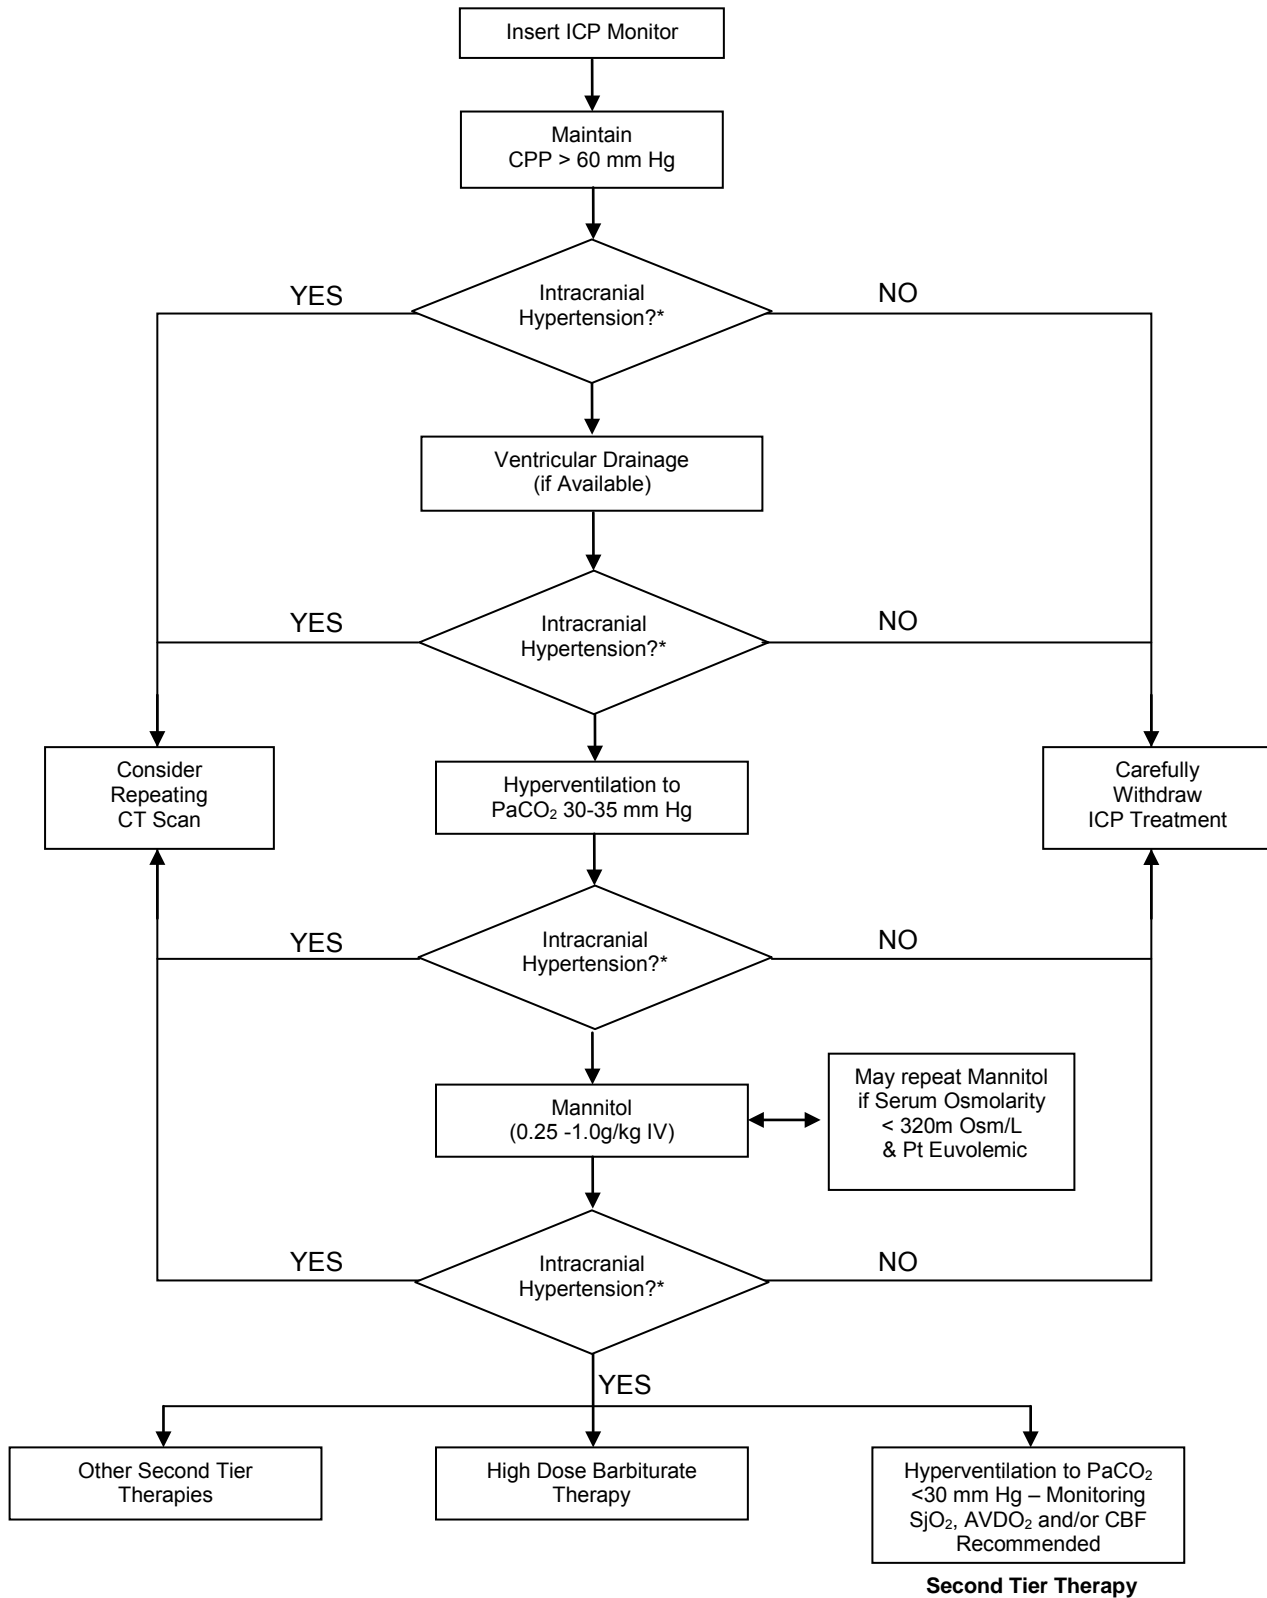 Insert ICP Monitor
Maintain
CPP > 60 mm Hg
YES
Intracranial
Hypertension?*
NO
Ventricular Drainage
(if Available)
YES
Intracranial
Hypertension?*
NO
Consider
Repeating
CT Scan
Hyperventilation to
PaCO₂ 30-35 mm Hg
Carefully
Withdraw
ICP Treatment
YES
Intracranial
Hypertension?*
NO
Mannitol
(0.25 -1.0g/kg IV)
May repeat Mannitol
if Serum Osmolarity
< 320m Osm/L
& Pt Euvolemic
YES
Intracranial
Hypertension?*
NO
YES
Other Second Tier
Therapies
High Dose Barbiturate
Therapy
Hyperventilation to PaCO₂
<30 mm Hg – Monitoring
SjO₂, AVDO₂ and/or CBF
Recommended
Second Tier Therapy